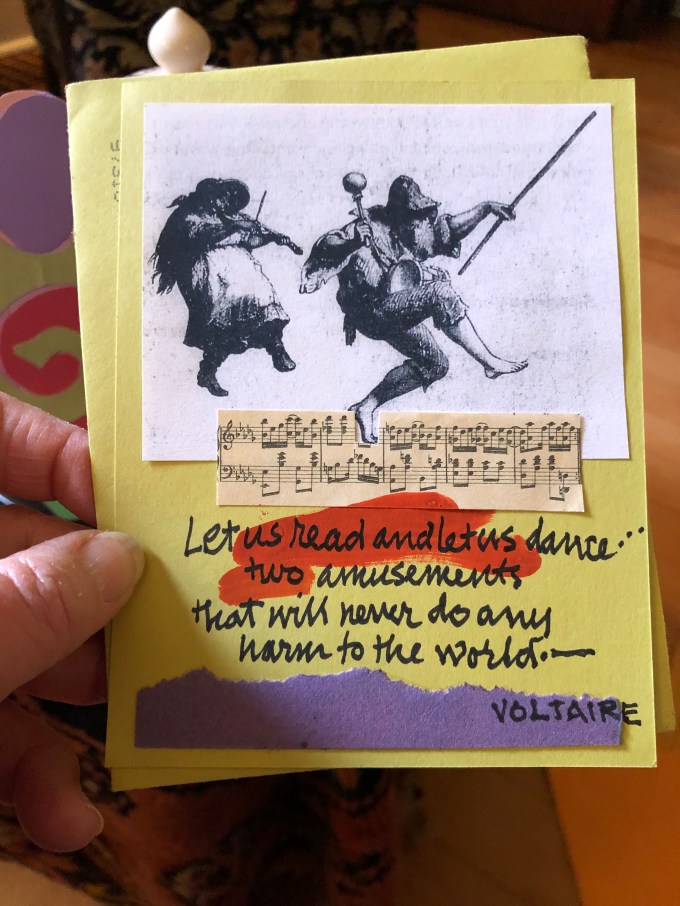 Let us read and let us dance...
two amusements
that will never do any
harm to the world.—
VOLTAIRE